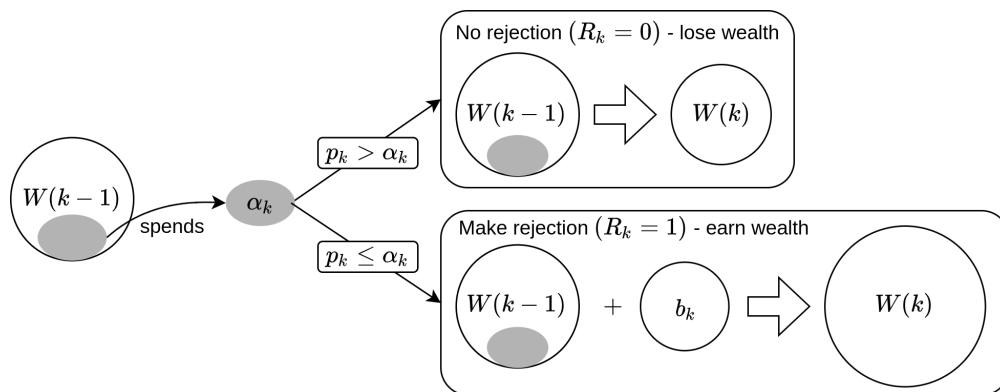 No rejection (R_k = 0) - lose wealth
W(k − 1)
W(k)
p_k > α_k
W(k − 1)
spends
α_k
p_k ≤ α_k
Make rejection (R_k = 1) - earn wealth
W(k − 1)
+
b_k
W(k)